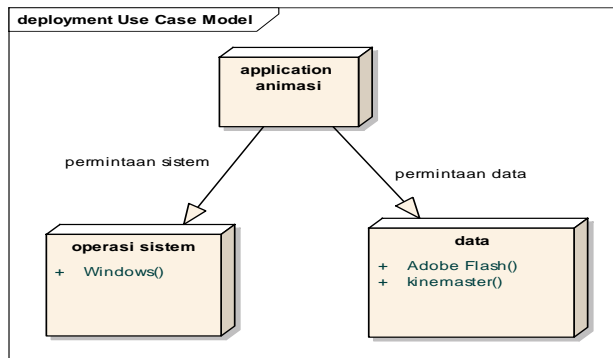 deployment Use Case Model
application
animasi
permintaan sistem
permintaan data
operasi sistem
+ Windows()
data
+ Adobe Flash()
+ kinemaster()